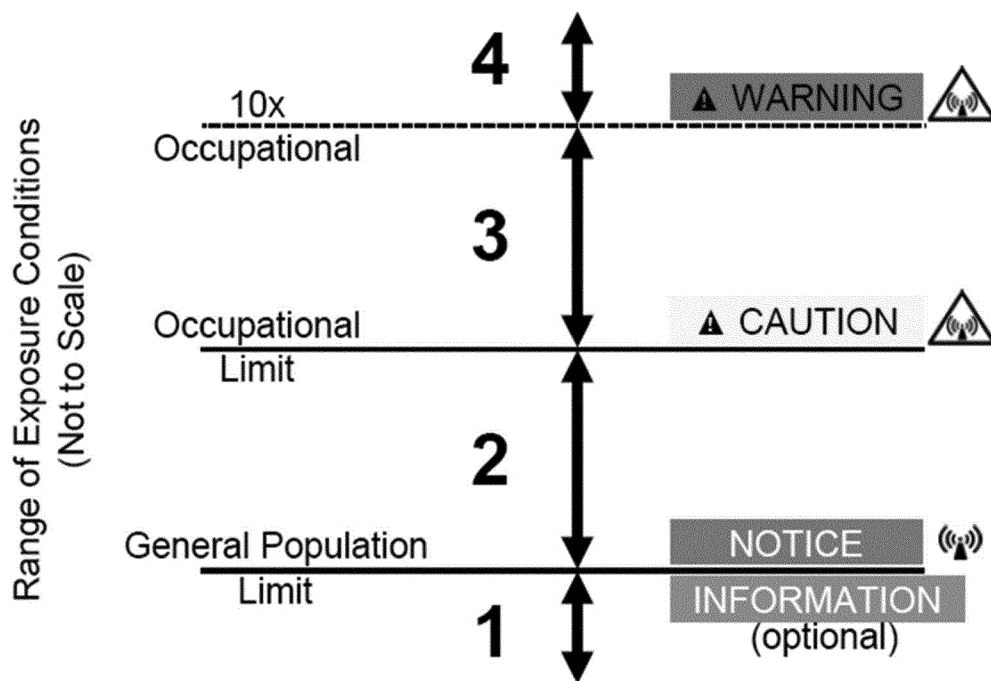 4
10x
⚠ WARNING
Occupational
3
Occupational
⚠ CAUTION
Limit
2
General Population
NOTICE
Limit
INFORMATION
(optional)
1
Range of Exposure Conditions
(Not to Scale)